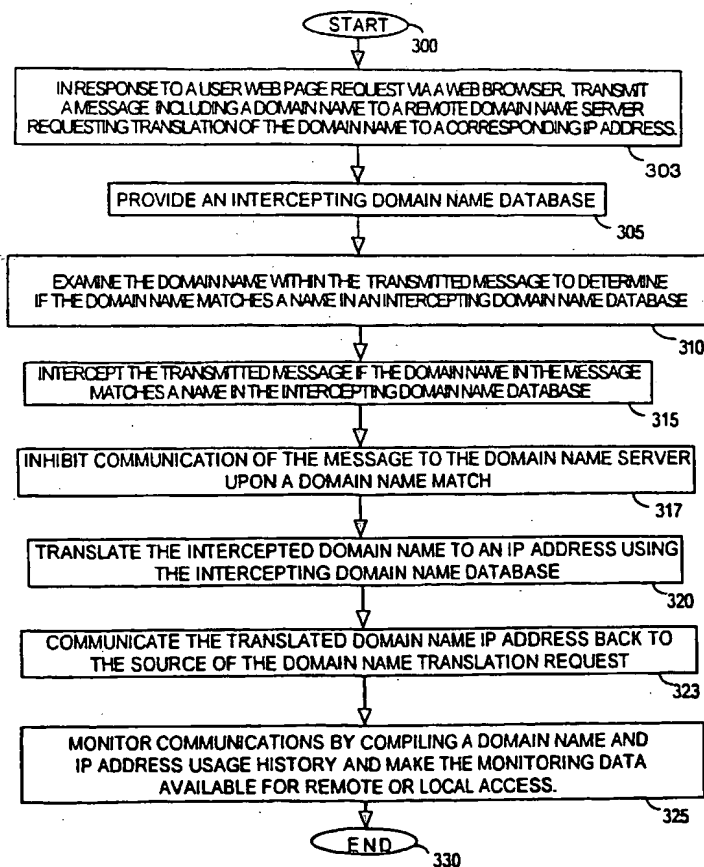 START
300
IN RESPONSE TO A USER WEB PAGE REQUEST VIA A WEB BROWSER, TRANSMIT
A MESSAGE INCLUDING A DOMAIN NAME TO A REMOTE DOMAIN NAME SERVER
REQUESTING TRANSLATION OF THE DOMAIN NAME TO A CORRESPONDING IP ADDRESS.
303
PROVIDE AN INTERCEPTING DOMAIN NAME DATABASE
305
EXAMINE THE DOMAIN NAME WITHIN THE TRANSMITTED MESSAGE TO DETERMINE
IF THE DOMAIN NAME MATCHES A NAME IN AN INTERCEPTING DOMAIN NAME DATABASE
310
INTERCEPT THE TRANSMITTED MESSAGE IF THE DOMAIN NAME IN THE MESSAGE
MATCHES A NAME IN THE INTERCEPTING DOMAIN NAME DATABASE
315
INHIBIT COMMUNICATION OF THE MESSAGE TO THE DOMAIN NAME SERVER
UPON A DOMAIN NAME MATCH
317
TRANSLATE THE INTERCEPTED DOMAIN NAME TO AN IP ADDRESS USING
THE INTERCEPTING DOMAIN NAME DATABASE
320
COMMUNICATE THE TRANSLATED DOMAIN NAME IP ADDRESS BACK TO
THE SOURCE OF THE DOMAIN NAME TRANSLATION REQUEST
323
MONITOR COMMUNICATIONS BY COMPILING A DOMAIN NAME AND
IP ADDRESS USAGE HISTORY AND MAKE THE MONITORING DATA
AVAILABLE FOR REMOTE OR LOCAL ACCESS.
325
END
330